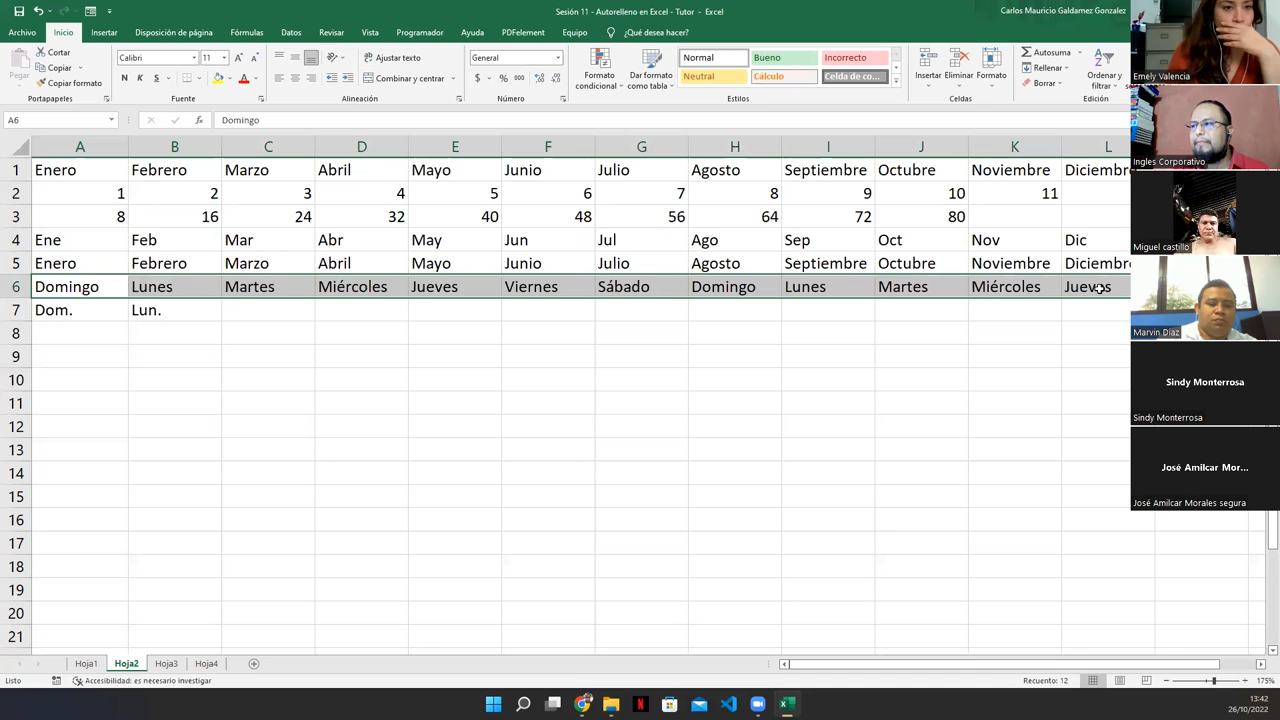 Sesión 11 - Autorelleno en Excel - Tutor - Excel
Carlos Mauricio Galdamez Gonzalez
Archivo Inicio Insertar Disposición de página Fórmulas Datos Revisar Vista Programador Ayuda PDFelement Equipo ¿Qué desea hacer?
Pegar
Cortar
Copiar
Copiar formato
Portapapeles
Calibri 11
N K S
Fuente
Ajustar texto
Combinar y centrar
Alineación
General
$ % 000
Número
Formato condicional
Dar formato como tabla
Normal Bueno Incorrecto
Neutral Cálculo Celda de co...
Estilos
Insertar Eliminar Formato
Celdas
Autosuma
Rellenar
Borrar
Ordenar y filtrar
Edición
A6 fx Domingo
A B C D E F G H I J K L
1 Enero Febrero Marzo Abril Mayo Junio Julio Agosto Septiembre Octubre Noviembre Diciembre
2 1 2 3 4 5 6 7 8 9 10 11
3 8 16 24 32 40 48 56 64 72 80
4 Ene Feb Mar Abr May Jun Jul Ago Sep Oct Nov Dic
5 Enero Febrero Marzo Abril Mayo Junio Julio Agosto Septiembre Octubre Noviembre Diciembre
6 Domingo Lunes Martes Miércoles Jueves Viernes Sábado Domingo Lunes Martes Miércoles Jueves
7 Dom. Lun.
8
9
10
11
12
13
14
15
16
17
18
19
20
21
Emely Valencia
Ingles Corporativo
Miguel castillo
Marvin Díaz
Sindy Monterrosa
Sindy Monterrosa
José Amilcar Mor...
José Amilcar Morales segura
Hoja1 Hoja2 Hoja3 Hoja4
Listo Accesibilidad: es necesario investigar Recuento: 12 175%
13:42
26/10/2022